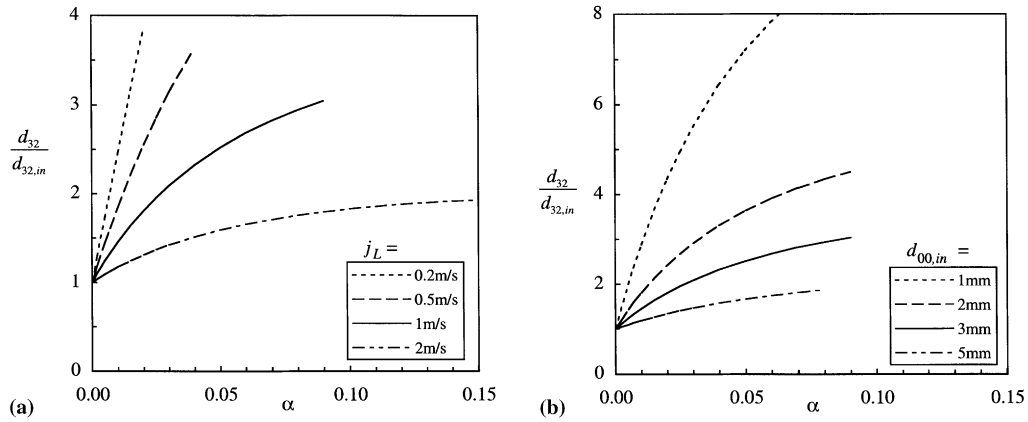 4
3
2
1
0
d32
d32,in
0.00
0.05
0.10
0.15
α
(a)
jL =
0.2m/s
0.5m/s
1m/s
2m/s
8
6
4
2
0
d32
d32,in
0.00
0.05
0.10
0.15
α
(b)
d00,in =
1mm
2mm
3mm
5mm